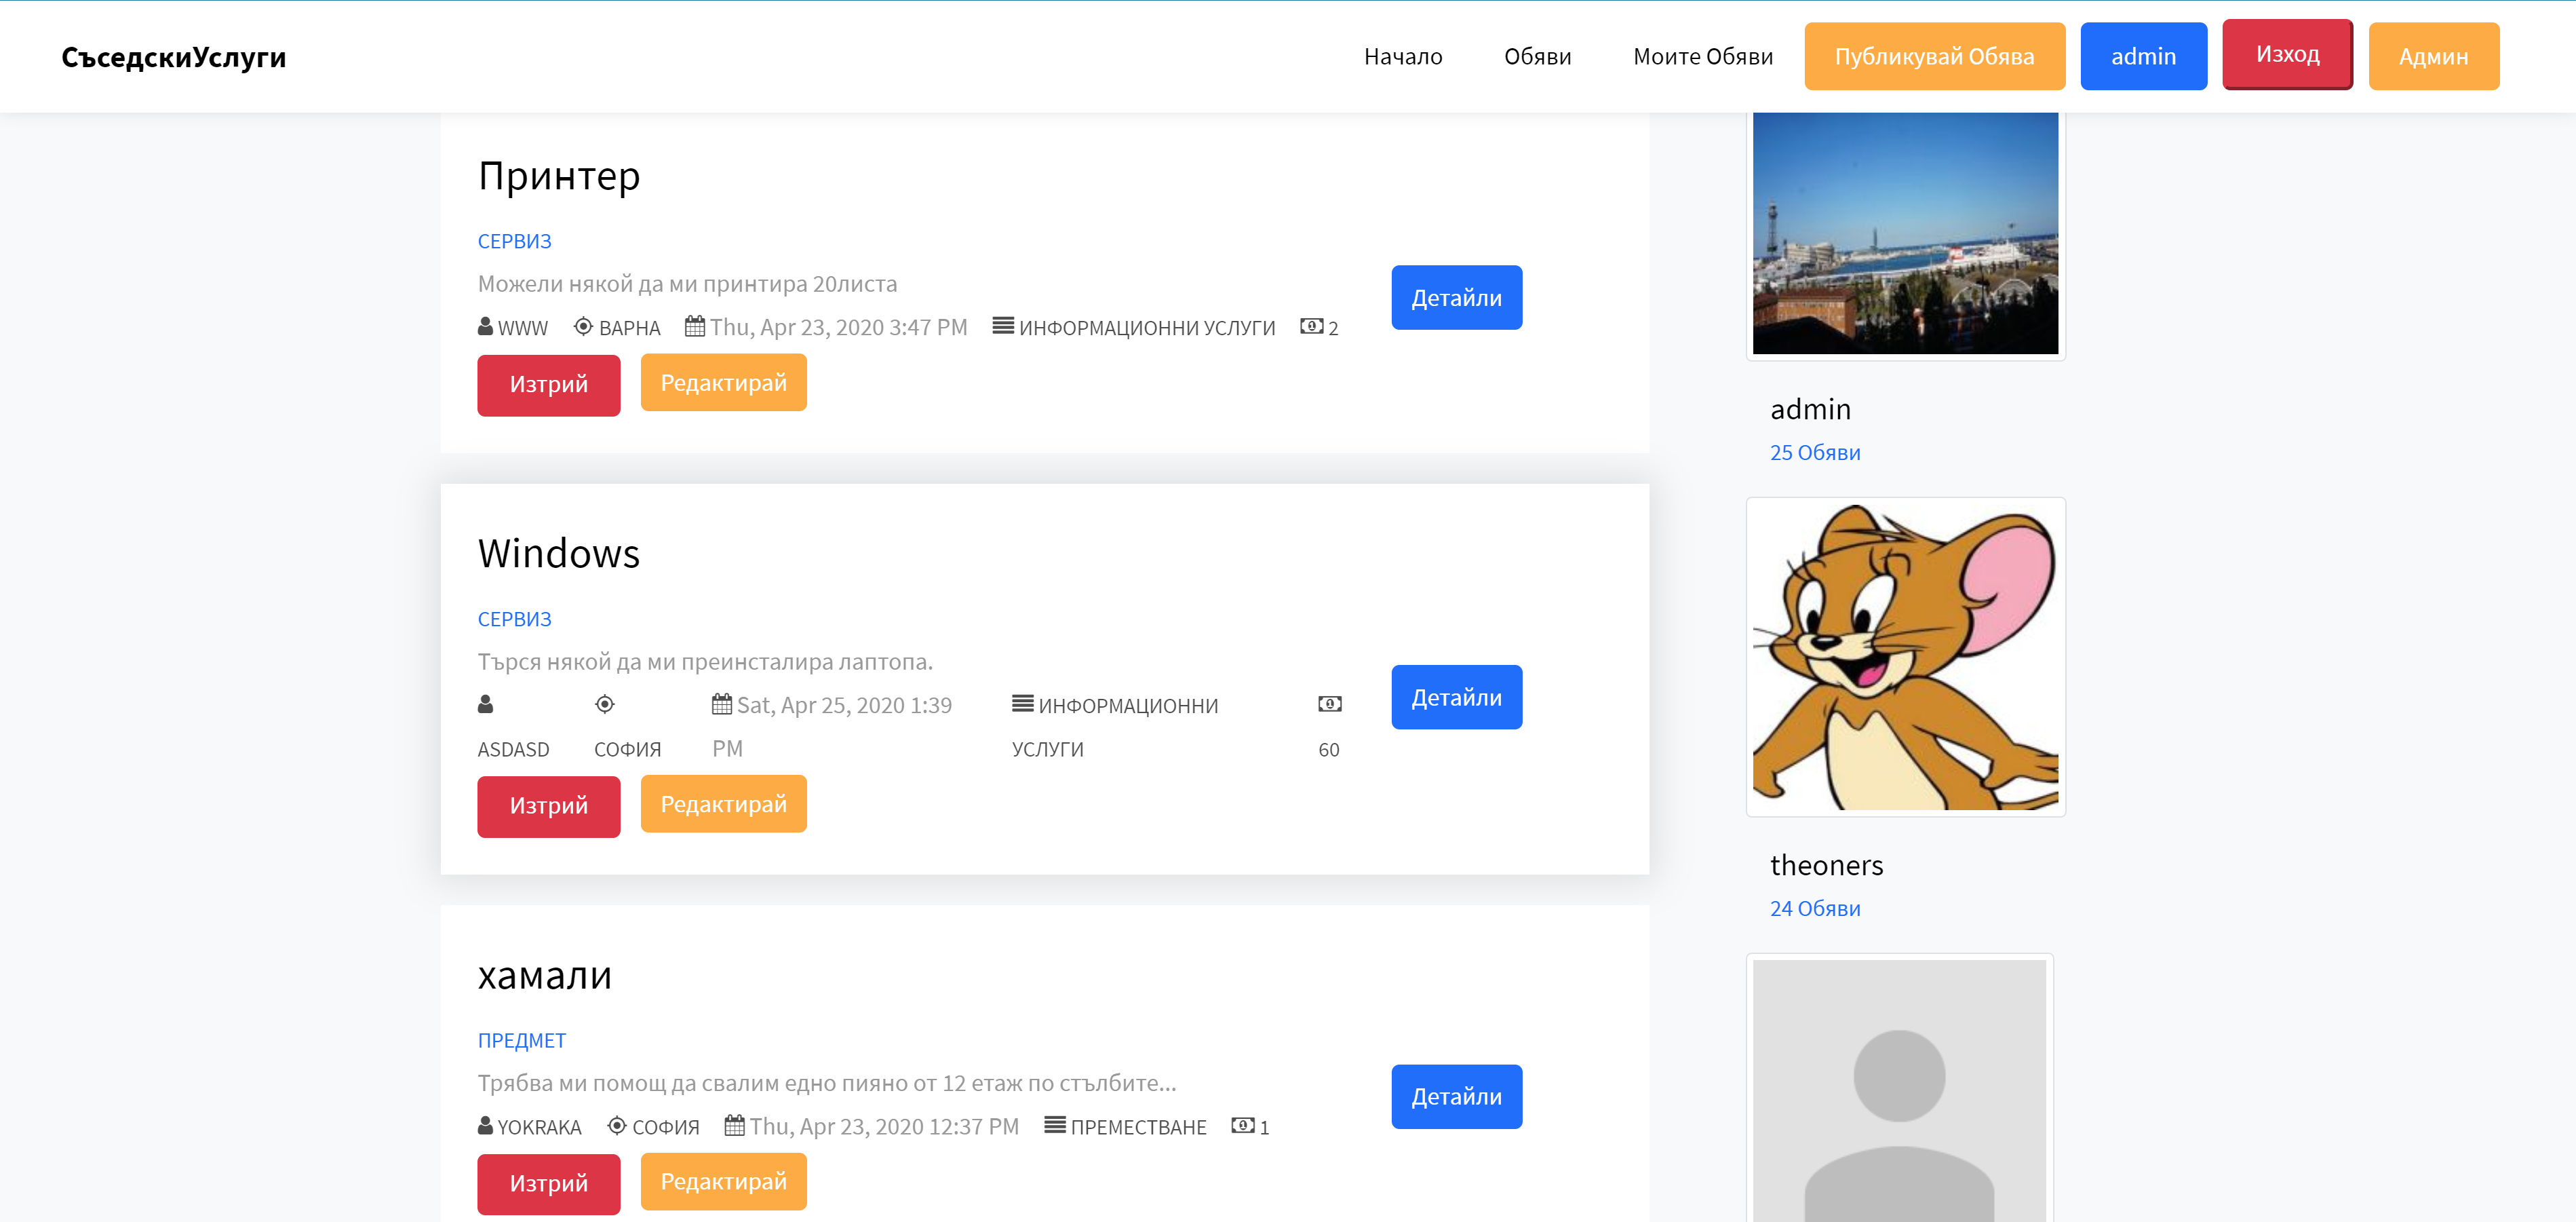 СъседскиУслуги
Начало Обяви Моите Обяви Публикувай Обява admin Изход Админ
Принтер
СЕРВИЗ
Можели някой да ми принтира 20листа
WWW ВАРНА Thu, Apr 23, 2020 3:47 PM ИНФОРМАЦИОННИ УСЛУГИ 2
Детайли
Изтрий Редактирай
Windows
СЕРВИЗ
Търся някой да ми преинсталира лаптопа.
ASDASD СОФИЯ Sat, Apr 25, 2020 1:39 PM ИНФОРМАЦИОННИ УСЛУГИ 60
Детайли
Изтрий Редактирай
хамали
ПРЕДМЕТ
Трябва ми помощ да свалим едно пияно от 12 етаж по стълбите...
YOKRAKA СОФИЯ Thu, Apr 23, 2020 12:37 PM ПРЕМЕСТВАНЕ 1
Детайли
Изтрий Редактирай
admin
25 Обяви
theoners
24 Обяви